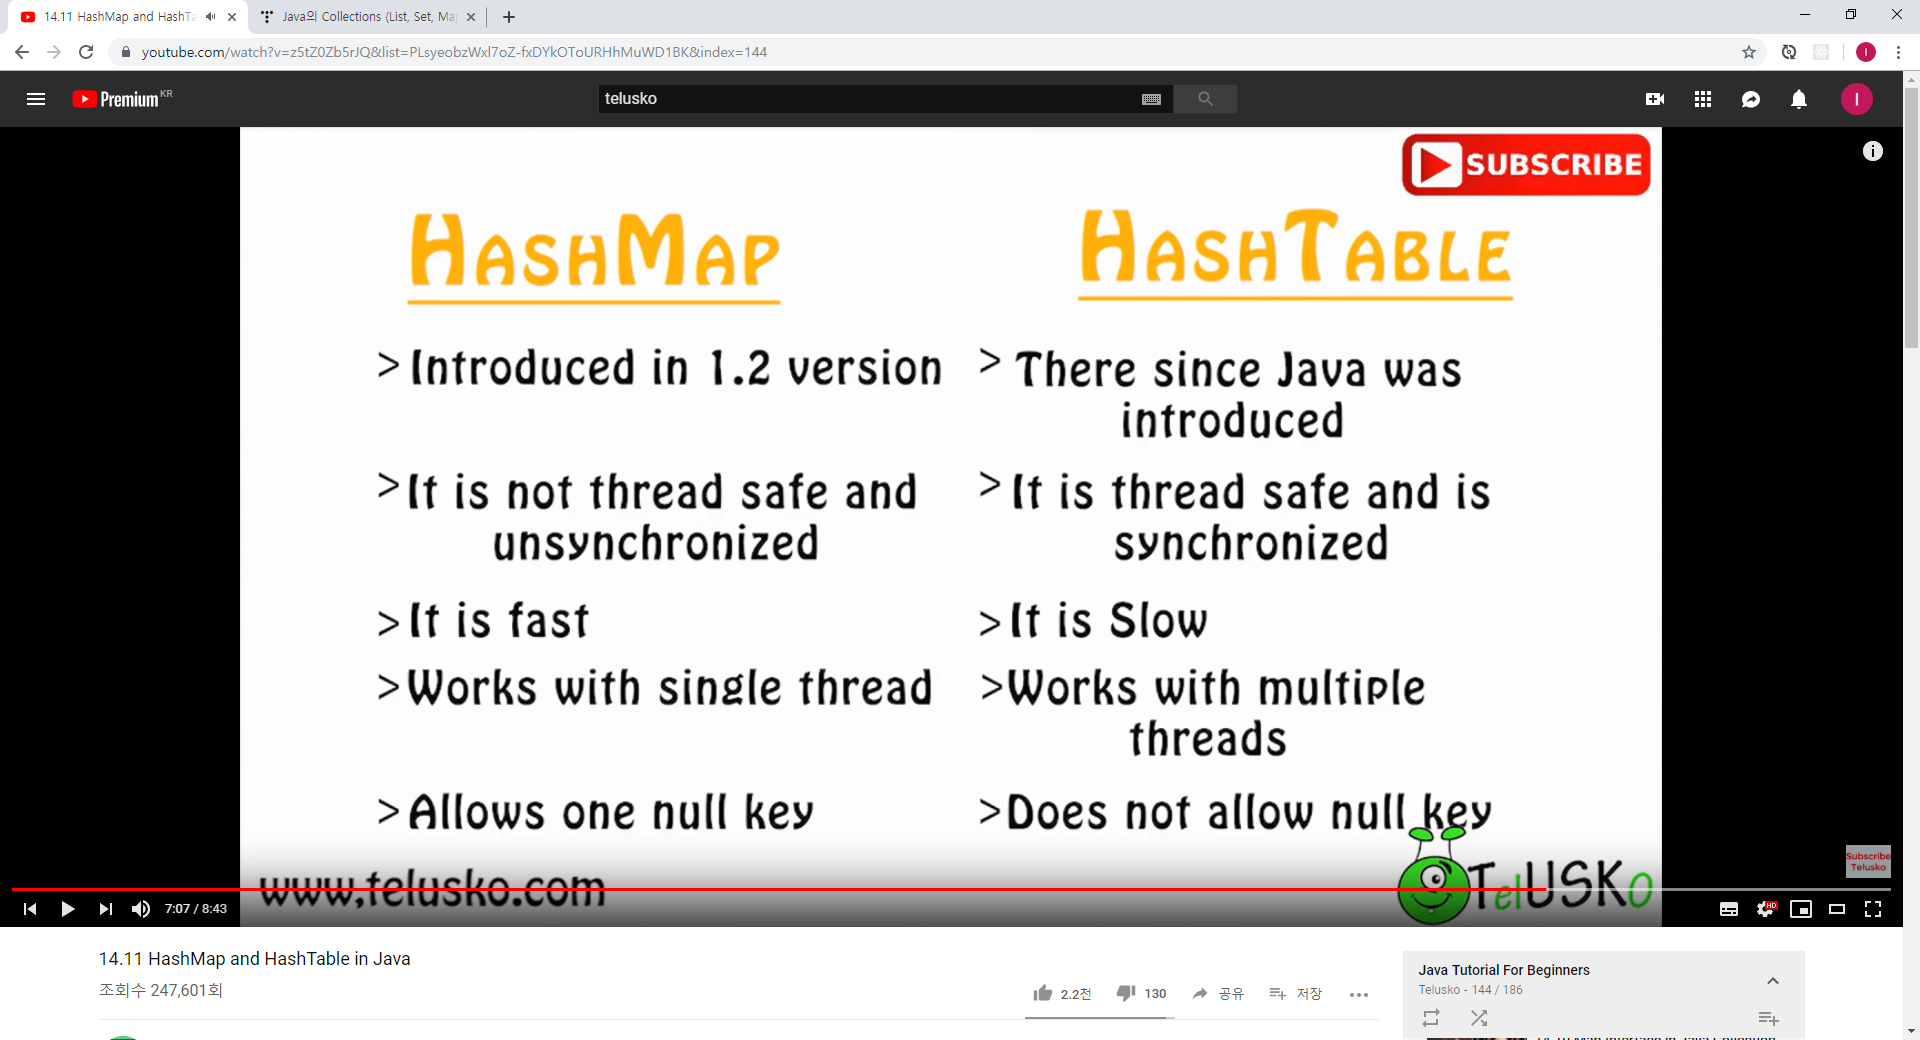 14.11 HashMap and HashTa
Java의 Collections (List, Set, Ma
youtube.com/watch?v=z5tZ0Zb5rJQ&list=PLsyeobzWxl7oZ-fxDYkOToURHhMuWD1BK&index=144
I
Premium KR
telusko
I
SUBSCRIBE
HASHMAP
HASHTABLE
>Introduced in 1.2 version
> There since Java was
introduced
>It is not thread safe and
unsynchronized
>It is thread safe and is
synchronized
>It is fast
>It is Slow
>Works with single thread
>Works with multiple
threads
>Allows one null key
>Does not allow null key
Subscribe
Telusko
www.telusko.com
TelUSKo
7:07 / 8:43
HD
14.11 HashMap and HashTable in Java
조회수 247,601회
2.2천
130
공유
저장
Java Tutorial For Beginners
Telusko - 144 / 186